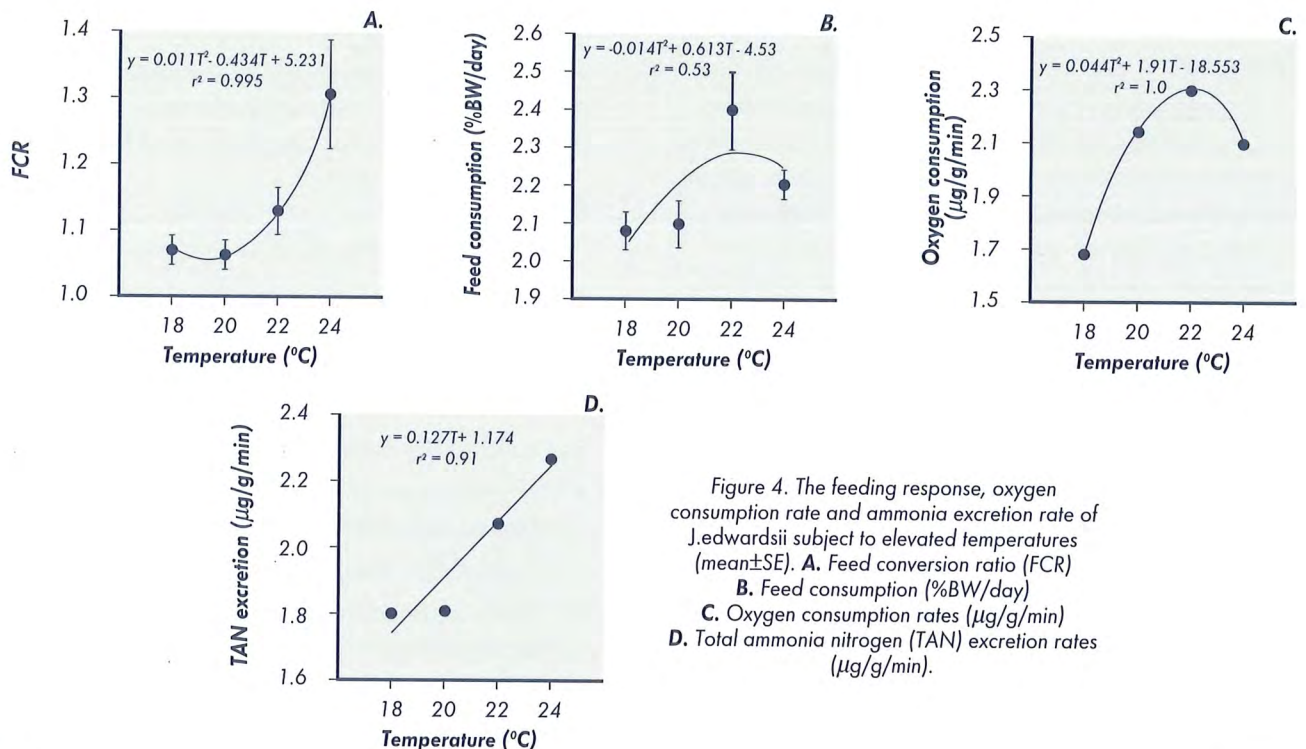 A.
1.4
1.3
1.2
1.1
1.0
FCR
y = 0.011T²- 0.434T + 5.231
r² = 0.995
18 20 22 24
Temperature (⁰C)
B.
2.6
2.5
2.4
2.3
2.2
2.1
2.0
1.9
Feed consumption (%BW/day)
y = -0.014T²+ 0.613T - 4.53
r² = 0.53
18 20 22 24
Temperature (⁰C)
C.
2.5
2.3
2.1
1.9
1.7
1.5
Oxygen consumption
(µg/g/min)
y = 0.044T²+ 1.91T - 18.553
r² = 1.0
18 20 22 24
Temperature (⁰C)
D.
2.4
2.2
2.0
1.8
1.6
TAN excretion (µg/g/min)
y = 0.127T+ 1.174
r² = 0.91
18 20 22 24
Temperature (⁰C)
Figure 4. The feeding response, oxygen
consumption rate and ammonia excretion rate of
J.edwardsii subject to elevated temperatures
(mean±SE). A. Feed conversion ratio (FCR)
B. Feed consumption (%BW/day)
C. Oxygen consumption rates (µg/g/min)
D. Total ammonia nitrogen (TAN) excretion rates
(µg/g/min).